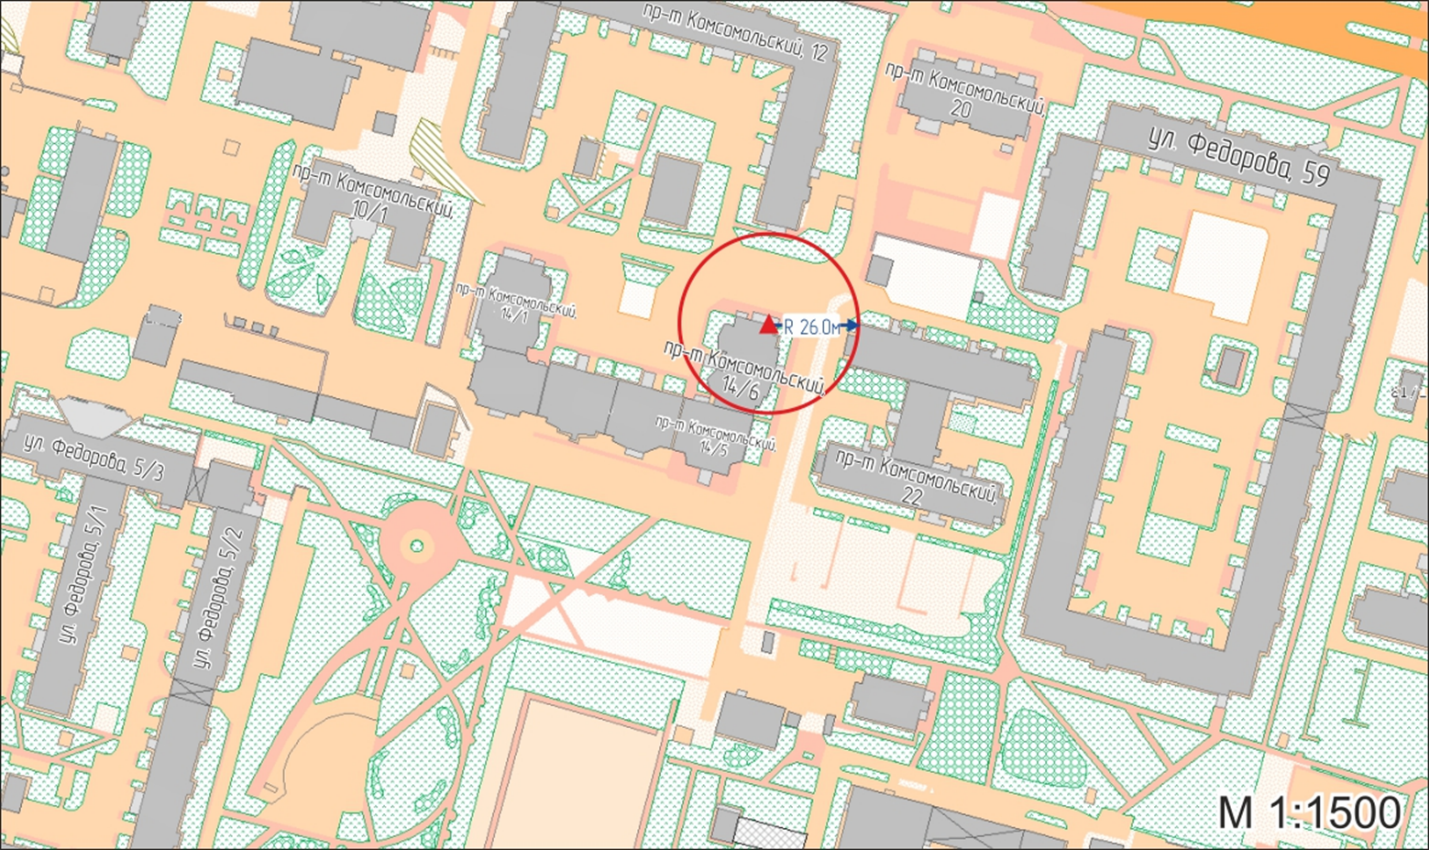 пр-т Комсомольский, 12
пр-т Комсомольский,
20
ул. Федорова, 59
пр-т Комсомольский,
10/1
пр-т Комсомольский,
14/1
R 26.0м
пр-т Комсомольский,
14/6
пр-т Комсомольский,
14/5
ул. Федорова, 5/3
пр-т Комсомольский,
22
ул. Федорова, 5/1
ул. Федорова, 5/2
М 1:1500